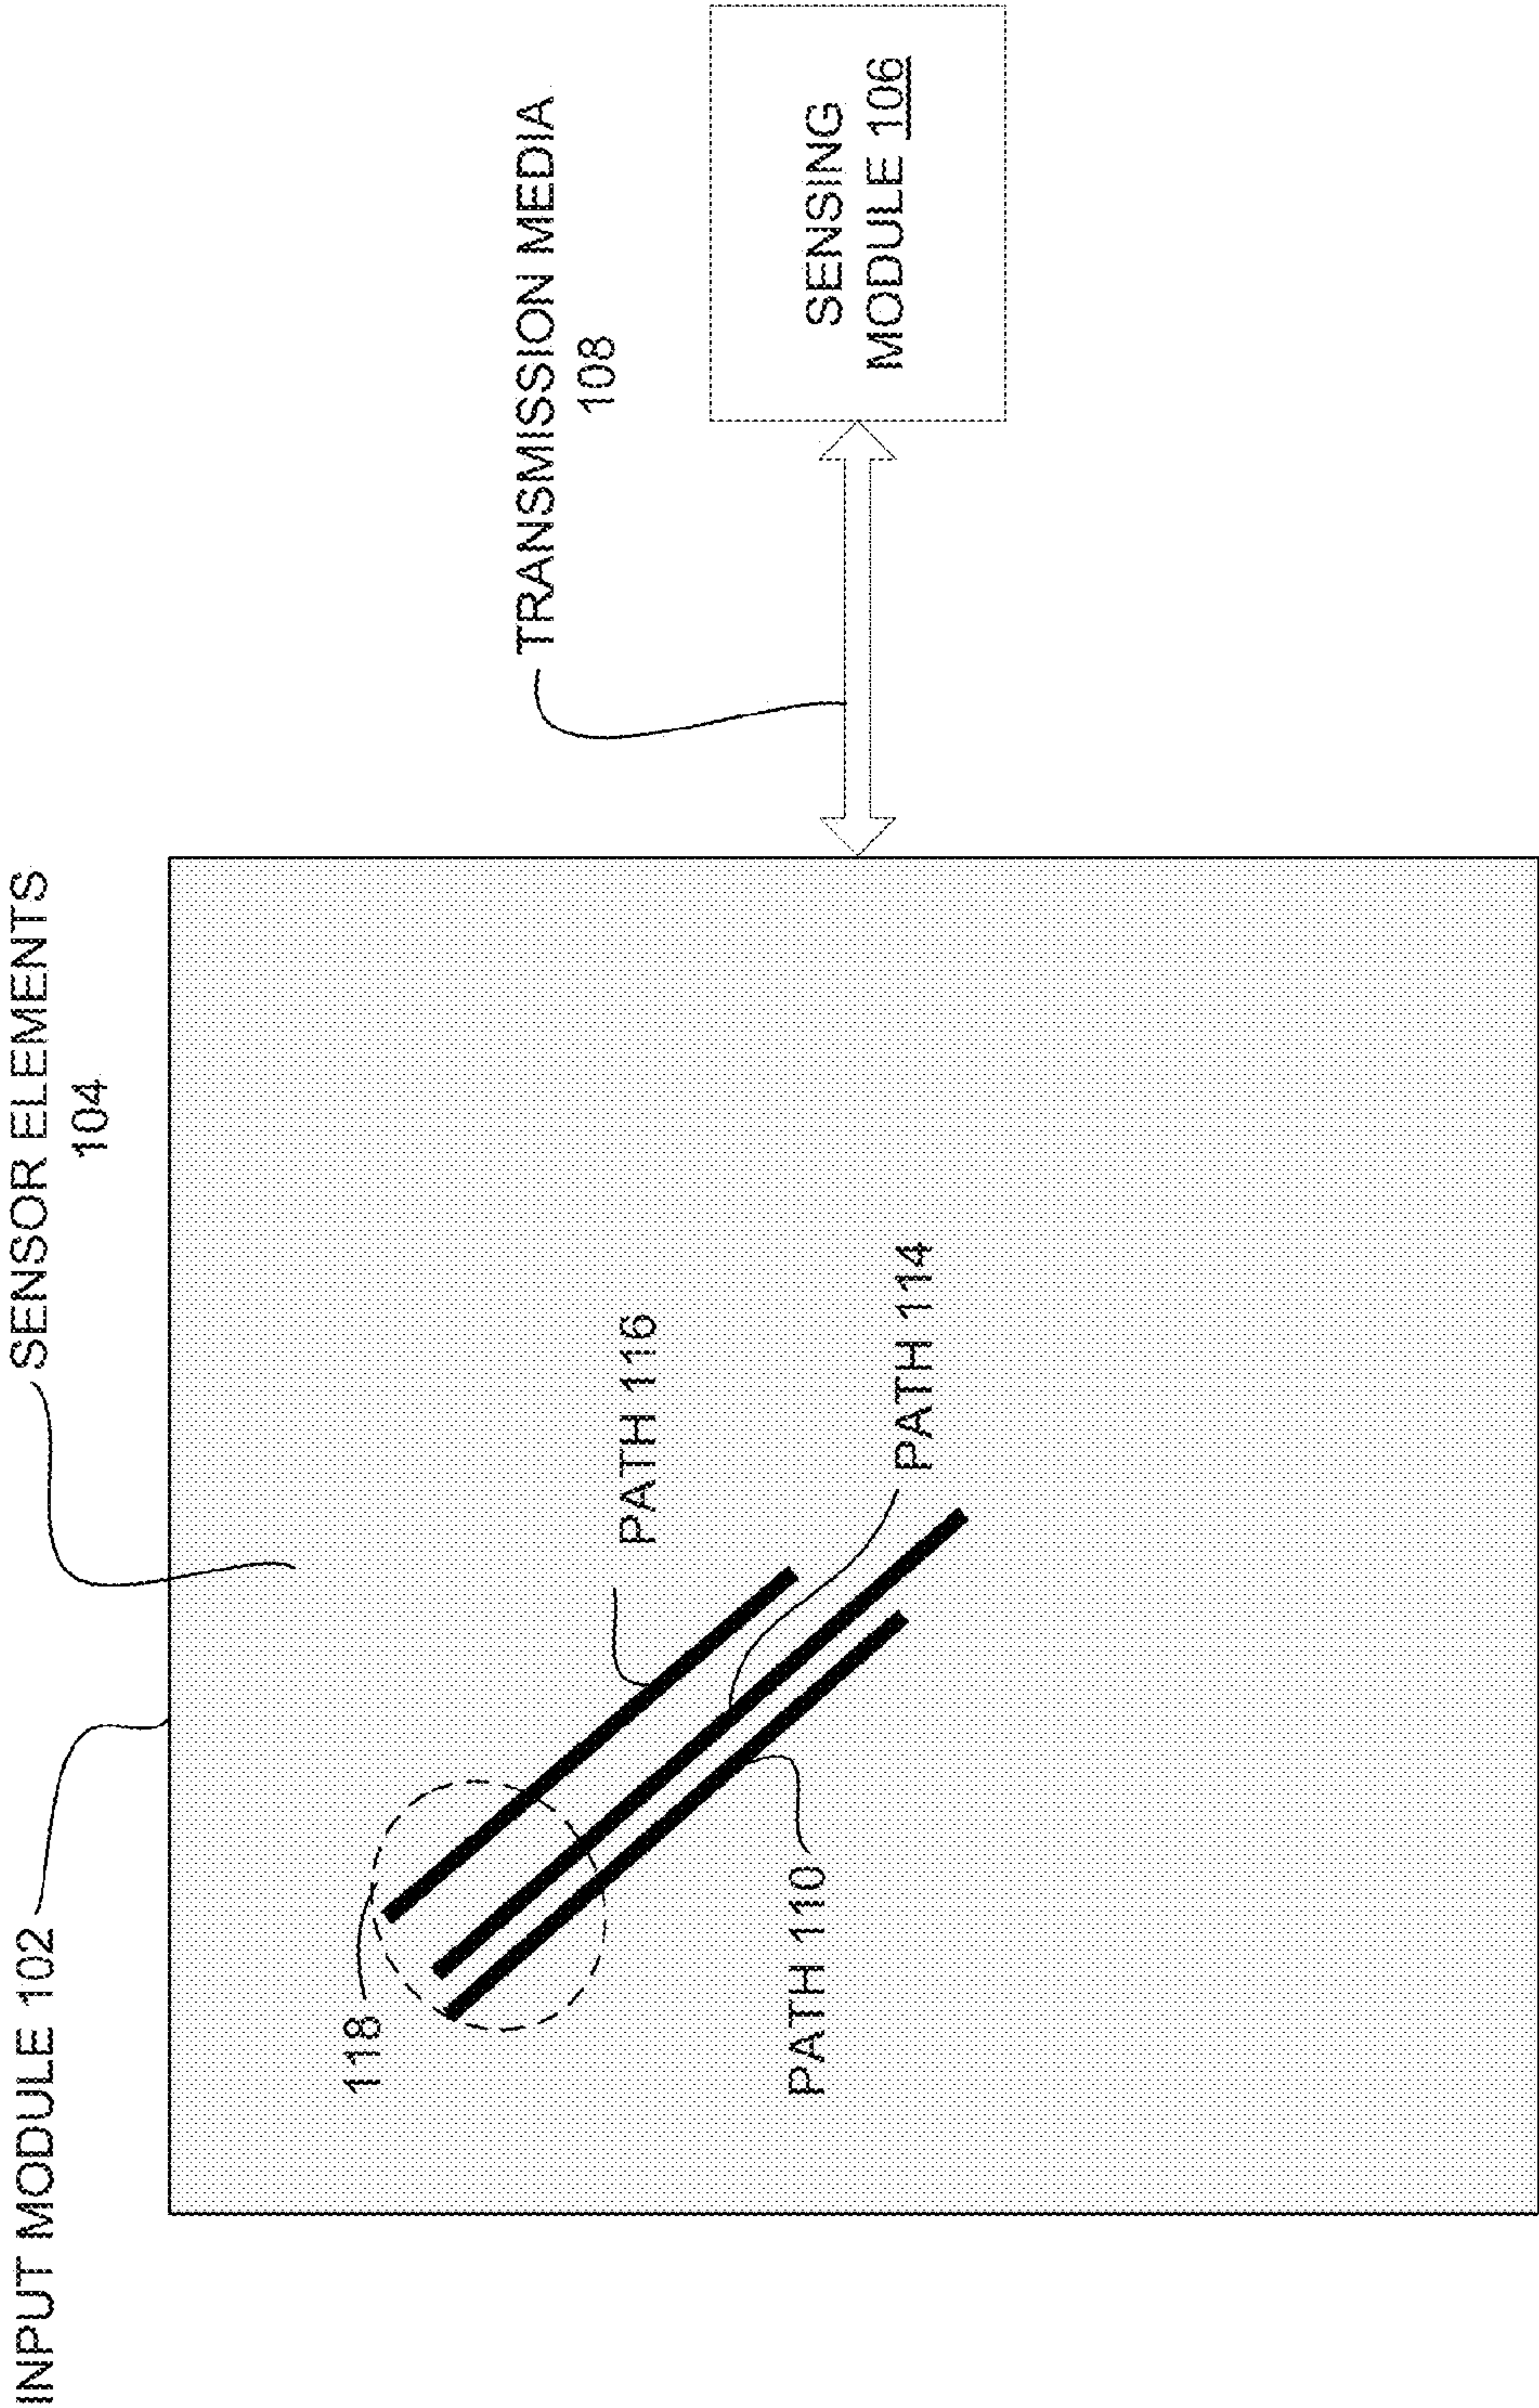 INPUT MODULE 102
SENSOR ELEMENTS
104
TRANSMISSION MEDIA
108
SENSING
MODULE 106
118
PATH 116
PATH 114
PATH 110